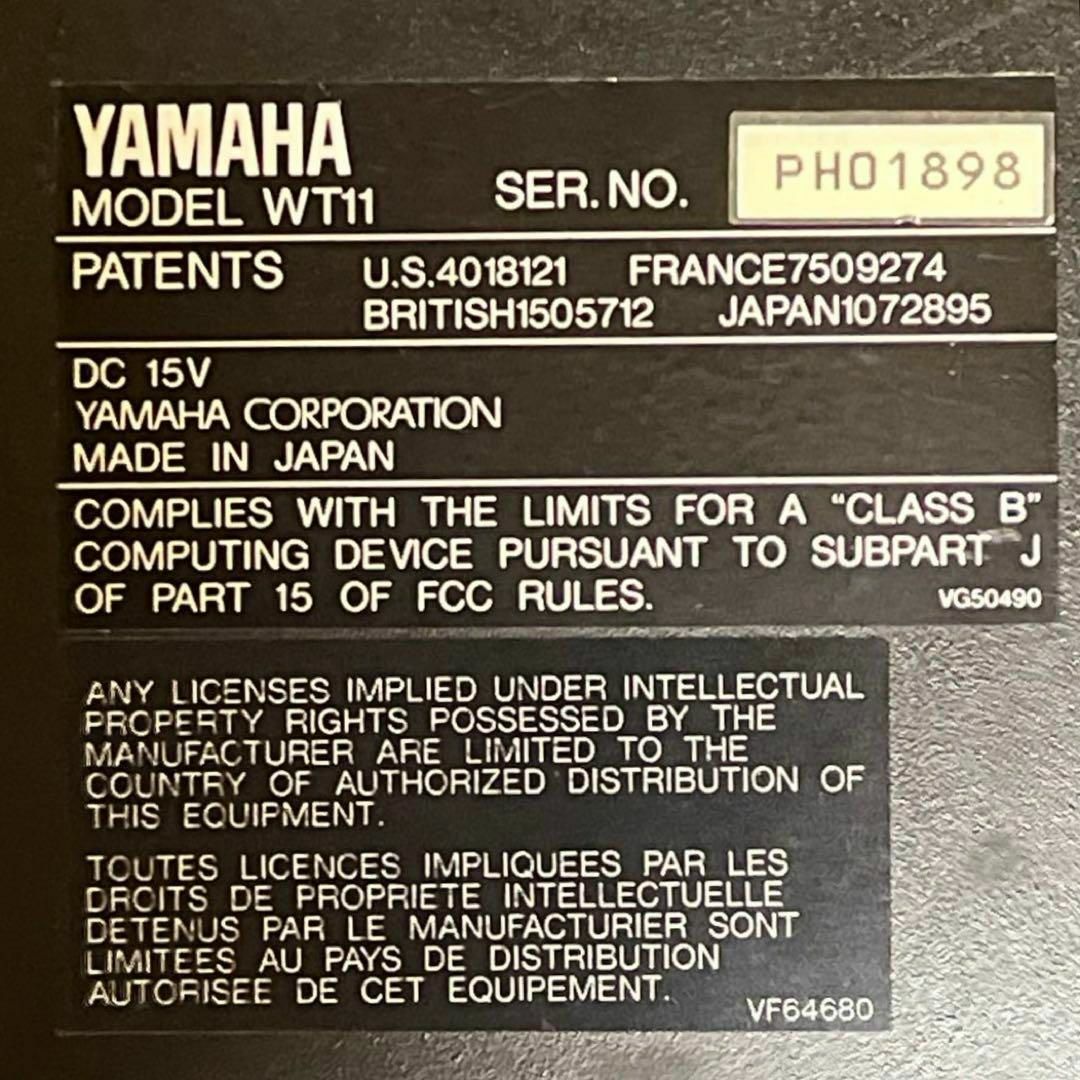 YAMAHA
MODEL WT11 SER. NO. PH01898
PATENTS U.S.4018121 FRANCE7509274
BRITISH1505712 JAPAN1072895
DC 15V
YAMAHA CORPORATION
MADE IN JAPAN
COMPLIES WITH THE LIMITS FOR A “CLASS B”
COMPUTING DEVICE PURSUANT TO SUBPART J
OF PART 15 OF FCC RULES. VG50490
ANY LICENSES IMPLIED UNDER INTELLECTUAL
PROPERTY RIGHTS POSSESSED BY THE
MANUFACTURER ARE LIMITED TO THE
COUNTRY OF AUTHORIZED DISTRIBUTION OF
THIS EQUIPMENT.
TOUTES LICENCES IMPLIQUEES PAR LES
DROITS DE PROPRIETE INTELLECTUELLE
DETENUS PAR LE MANUFACTURIER SONT
LIMITEES AU PAYS DE DISTRIBUTION
AUTORISEE DE CET EQUIPEMENT.
VF64680